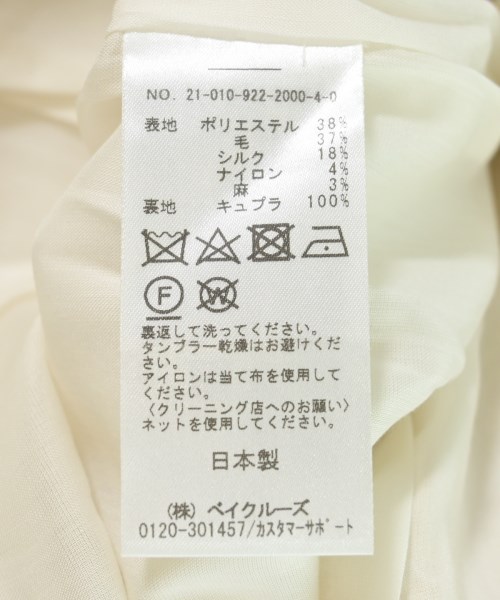 NO. 21-010-922-2000-4-0
表地 ポリエステル 38%
毛 37%
シルク 18%
ナイロン 4%
麻 3%
裏地 キュプラ 100%
F W
裏返して洗ってください。
タンブラー乾燥はお避けくだ
さい。
アイロンは当て布を使用して
ください。
〈クリーニング店へのお願い〉
ネットを使用してください。
日本製
(株) ベイクルーズ
0120-301457/カスタマーサポート